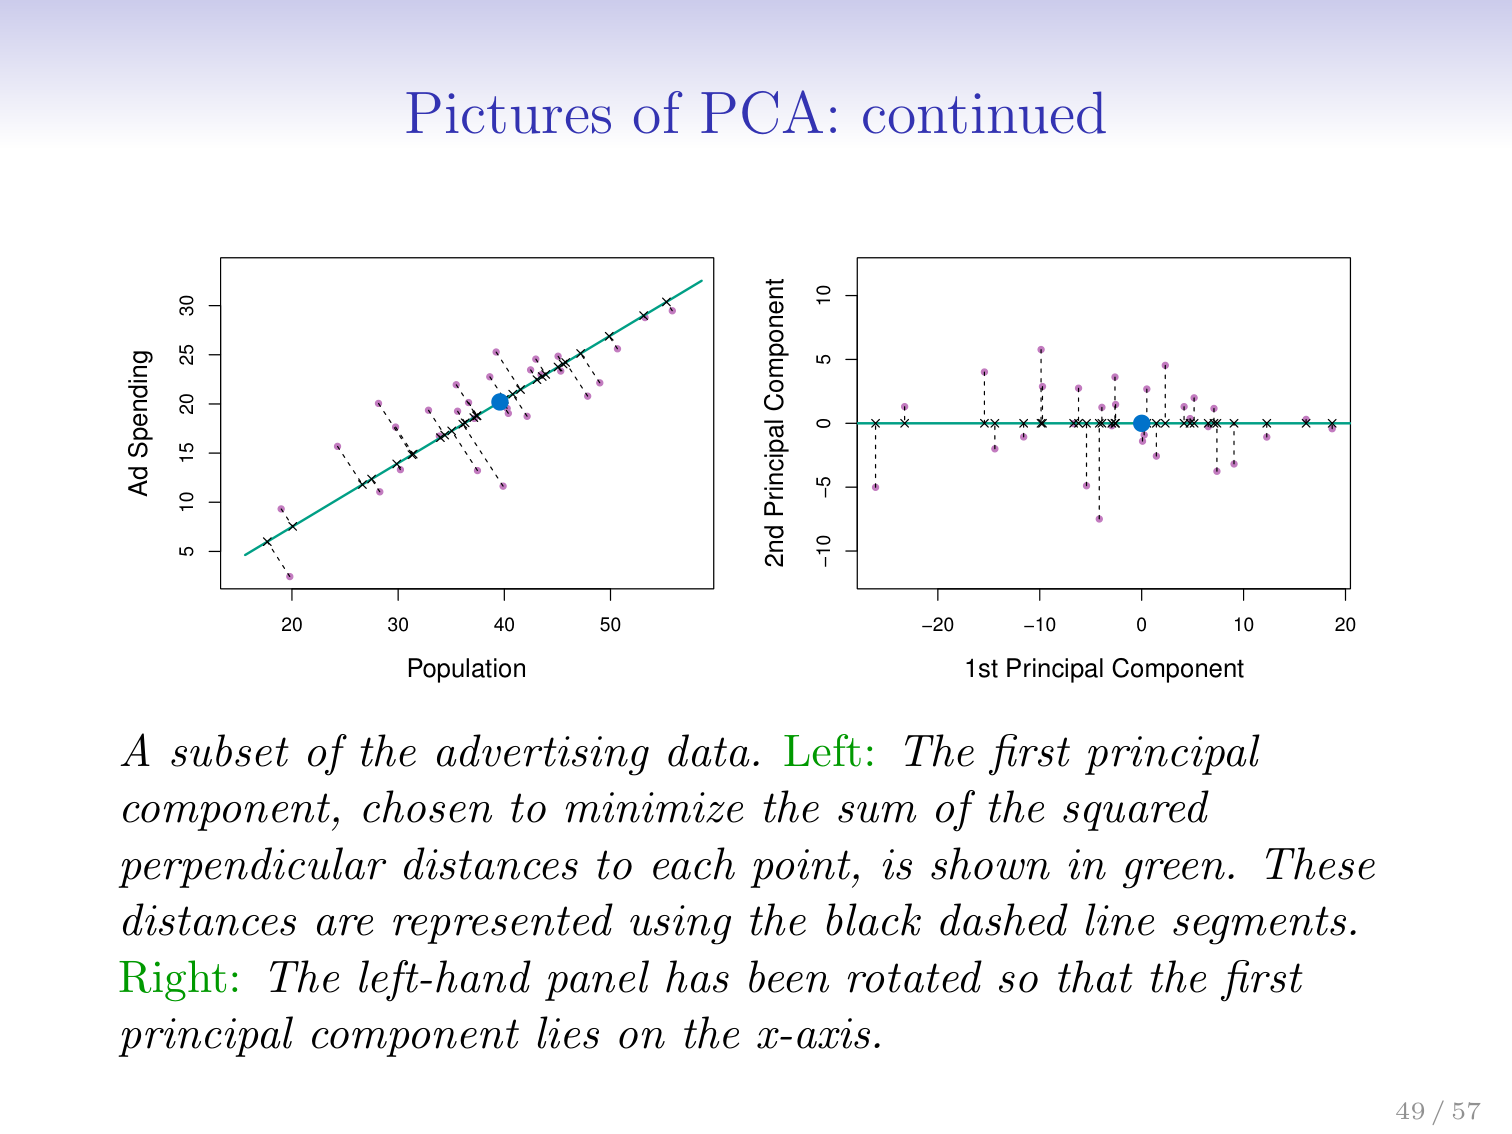 Pictures of PCA: continued
30
25
20
15
10
5
Ad Spending
20 30 40 50
Population
10
5
0
−5
−10
2nd Principal Component
−20 −10 0 10 20
1st Principal Component
A subset of the advertising data. Left: The first principal
component, chosen to minimize the sum of the squared
perpendicular distances to each point, is shown in green. These
distances are represented using the black dashed line segments.
Right: The left-hand panel has been rotated so that the first
principal component lies on the x-axis.
49 / 57